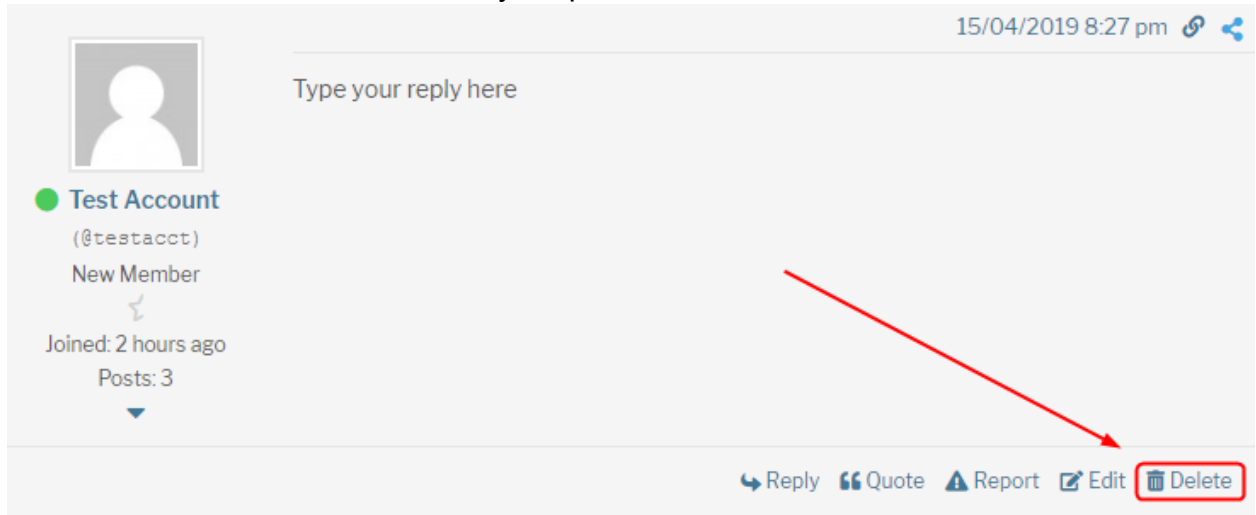 15/04/2019 8:27 pm
Type your reply here
Test Account
(@testacct)
New Member
Joined: 2 hours ago
Posts: 3
Reply Quote Report Edit Delete